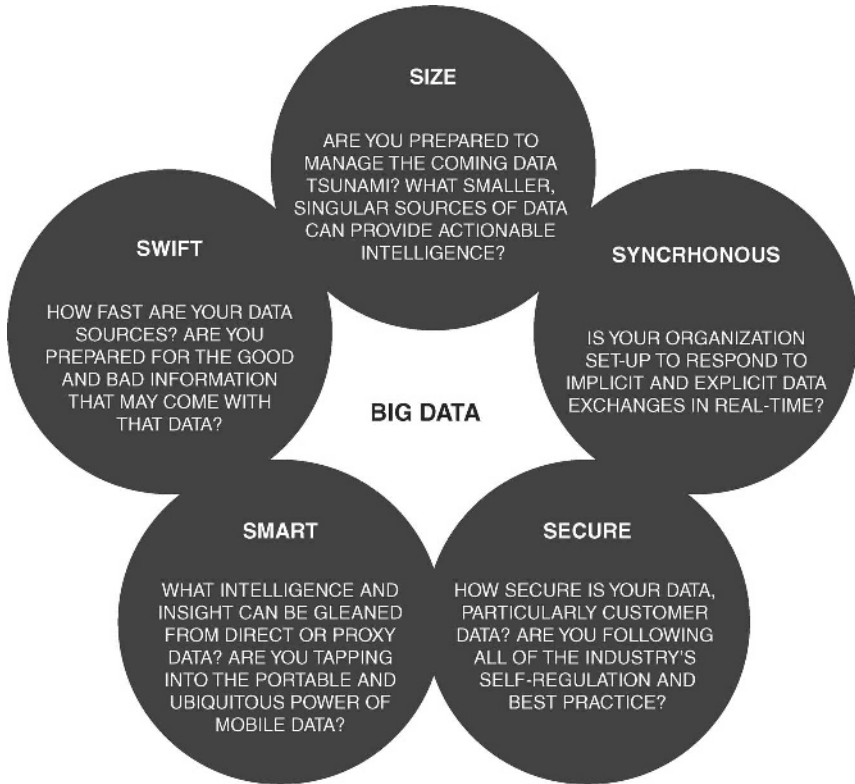 SIZE
ARE YOU PREPARED TO
MANAGE THE COMING DATA
TSUNAMI? WHAT SMALLER,
SINGULAR SOURCES OF DATA
CAN PROVIDE ACTIONABLE
INTELLIGENCE?
SWIFT
HOW FAST ARE YOUR DATA
SOURCES? ARE YOU
PREPARED FOR THE GOOD
AND BAD INFORMATION
THAT MAY COME WITH
THAT DATA?
SYNCRHONOUS
IS YOUR ORGANIZATION
SET-UP TO RESPOND TO
IMPLICIT AND EXPLICIT DATA
EXCHANGES IN REAL-TIME?
BIG DATA
SMART
WHAT INTELLIGENCE AND
INSIGHT CAN BE GLEANED
FROM DIRECT OR PROXY
DATA? ARE YOU TAPPING
INTO THE PORTABLE AND
UBIQUITOUS POWER OF
MOBILE DATA?
SECURE
HOW SECURE IS YOUR DATA,
PARTICULARLY CUSTOMER
DATA? ARE YOU FOLLOWING
ALL OF THE INDUSTRY'S
SELF-REGULATION AND
BEST PRACTICE?